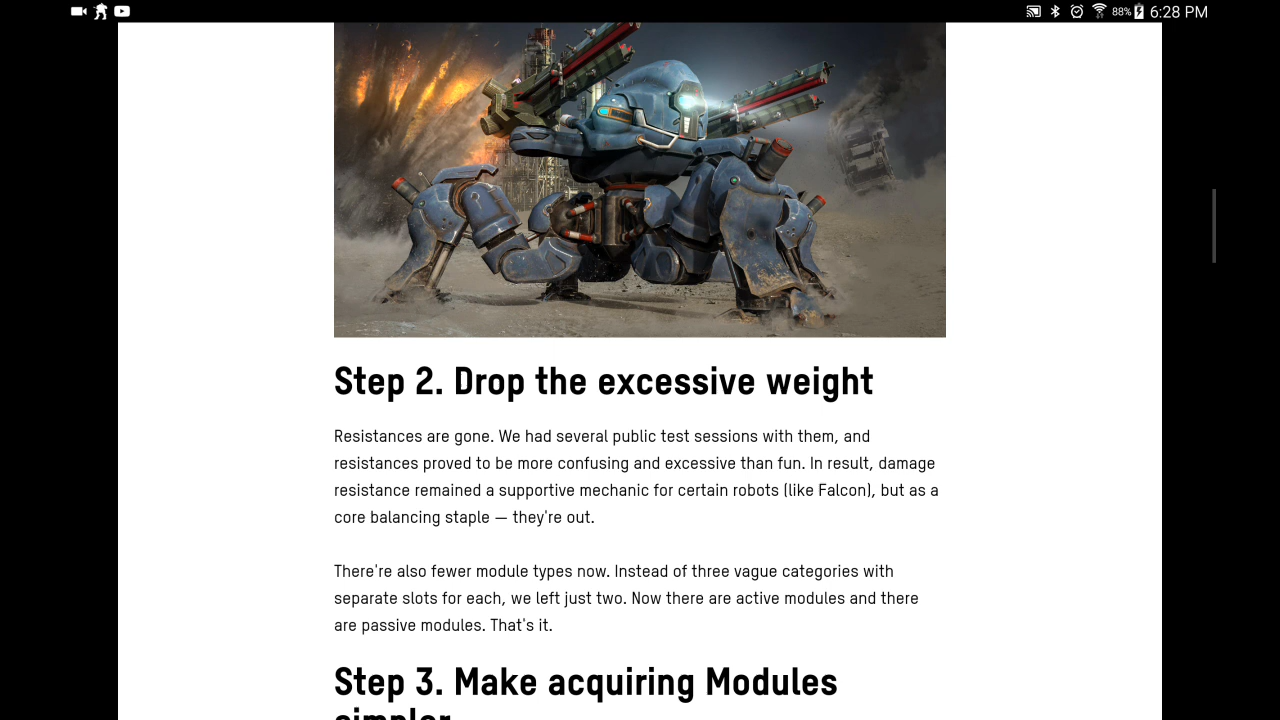 88% 6:28 PM
Step 2. Drop the excessive weight
Resistances are gone. We had several public test sessions with them, and
resistances proved to be more confusing and excessive than fun. In result, damage
resistance remained a supportive mechanic for certain robots (like Falcon), but as a
core balancing staple — they're out.
There're also fewer module types now. Instead of three vague categories with
separate slots for each, we left just two. Now there are active modules and there
are passive modules. That's it.
Step 3. Make acquiring Modules
simpler